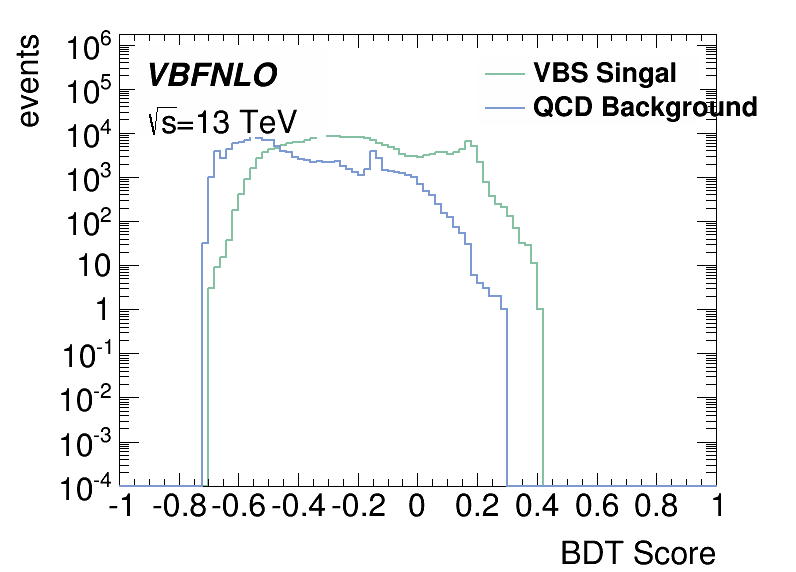 events
10^6
10^5
10^4
10^3
10^2
10
1
10^-1
10^-2
10^-3
10^-4
VBFNLO
√s=13 TeV
VBS Singal
QCD Background
-1 -0.8 -0.6 -0.4 -0.2 0 0.2 0.4 0.6 0.8 1
BDT Score